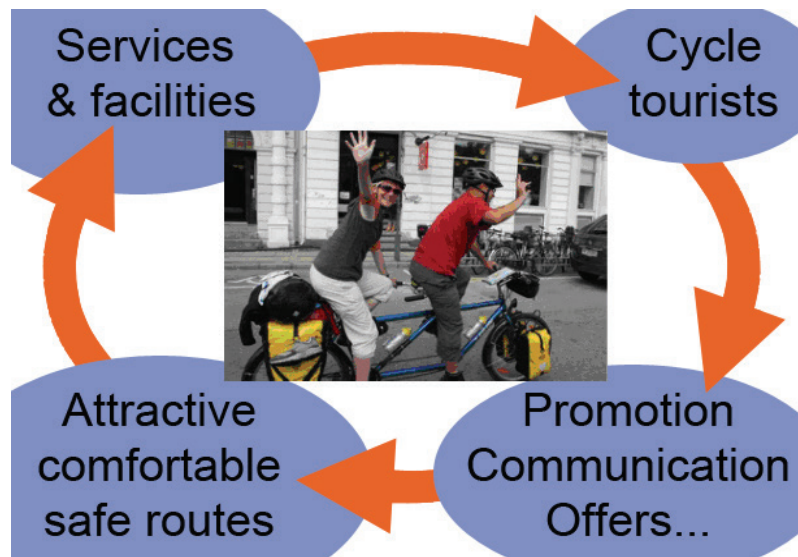 Services
& facilities
Cycle
tourists
Promotion
Communication
Offers...
Attractive
comfortable
safe routes